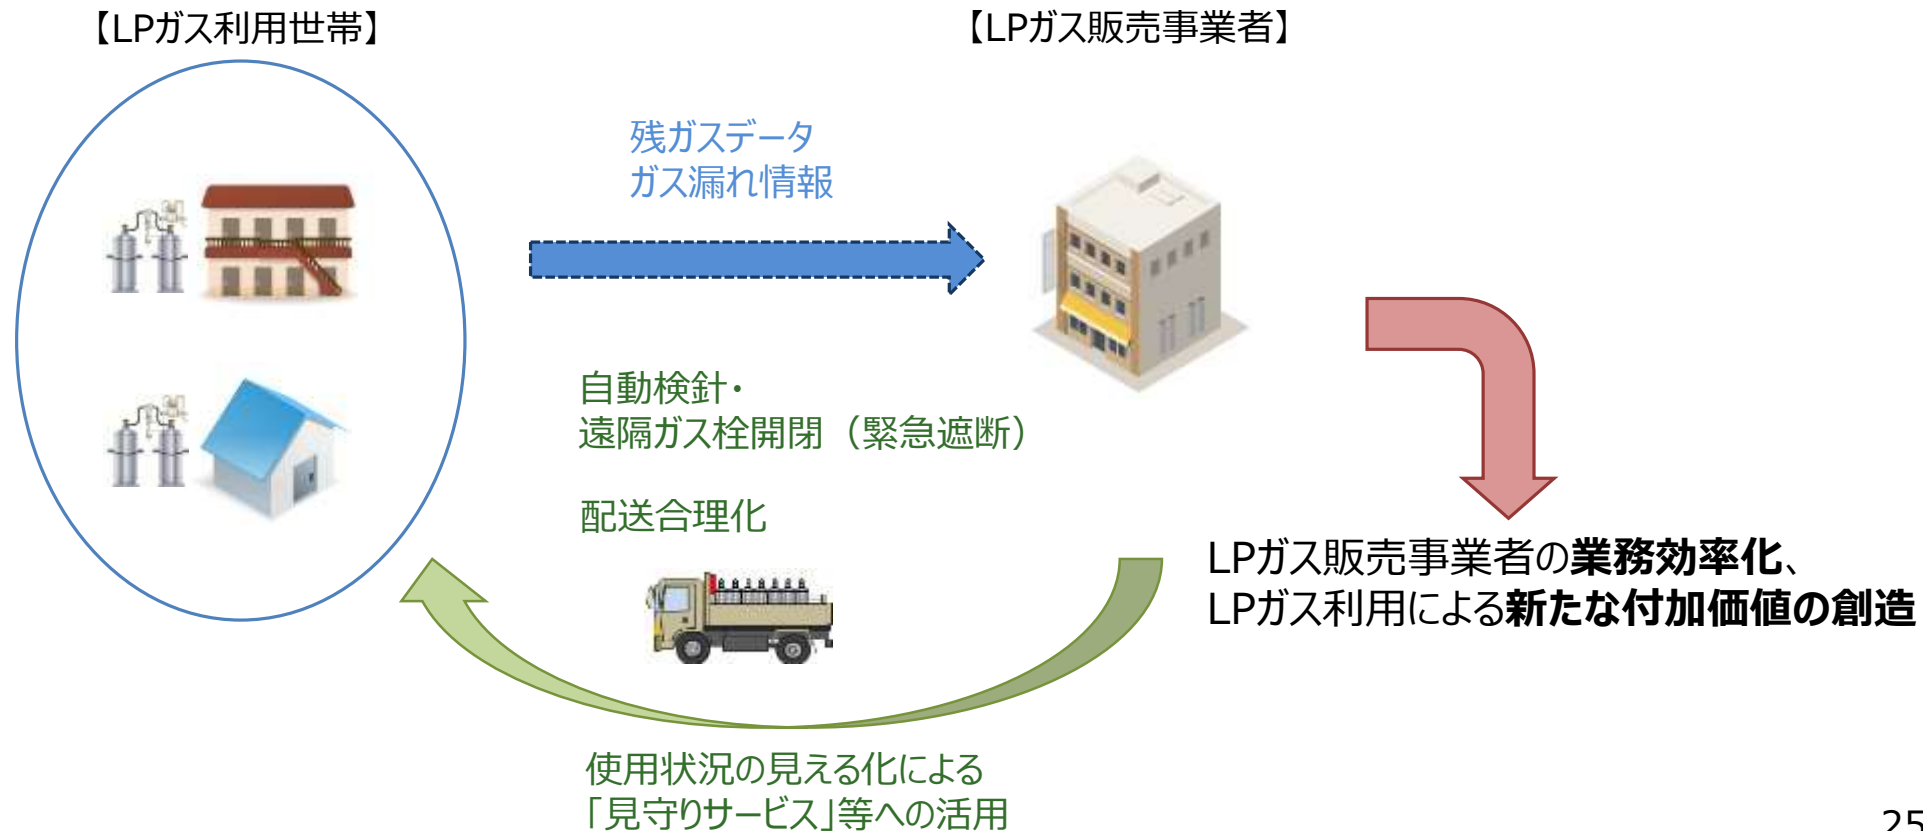 【LPガス利用世帯】
【LPガス販売事業者】
残ガスデータ
ガス漏れ情報
自動検針・
遠隔ガス栓開閉（緊急遮断）
配送合理化
LPガス販売事業者の業務効率化、
LPガス利用による新たな付加価値の創造
使用状況の見える化による
「見守りサービス」等への活用
25